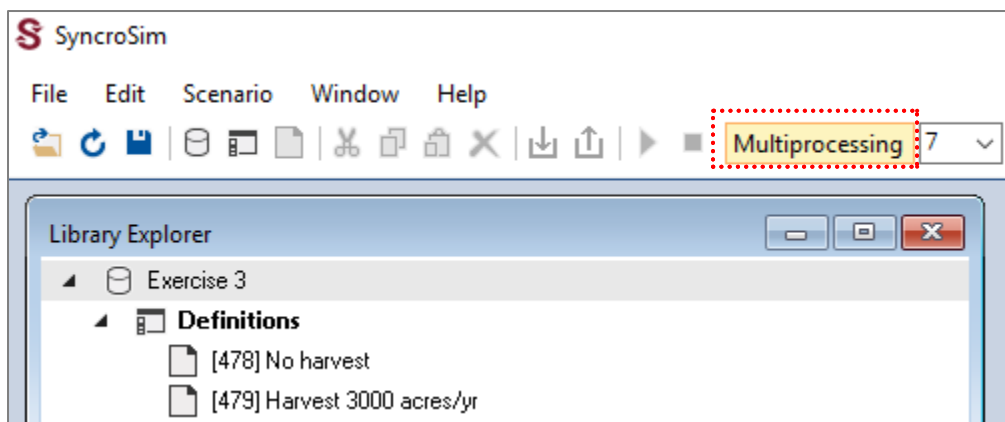 SyncroSim
File Edit Scenario Window Help
Multiprocessing 7
Library Explorer
Exercise 3
Definitions
[478] No harvest
[479] Harvest 3000 acres/yr